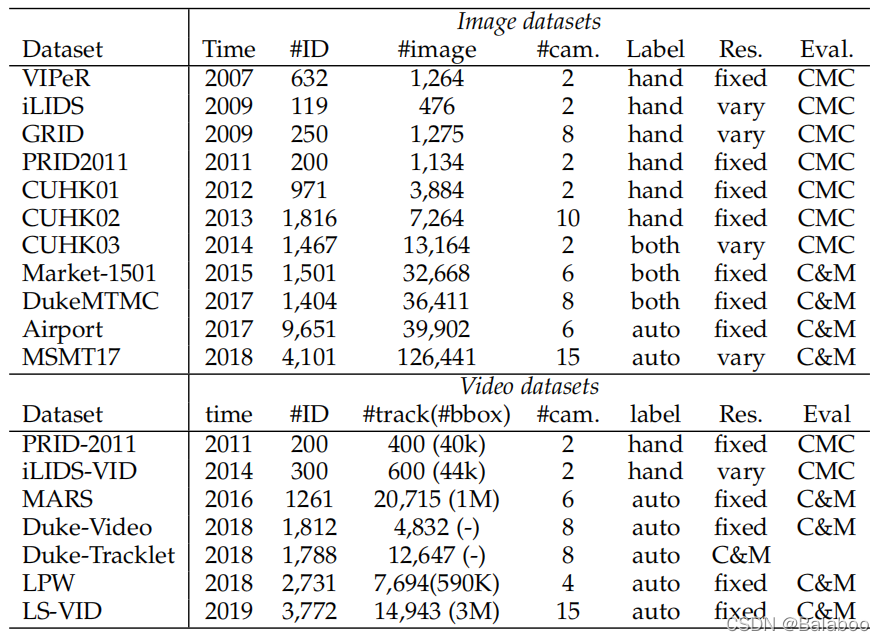 Image datasets
Dataset Time #ID #image #cam. Label Res. Eval.
VIPeR 2007 632 1,264 2 hand fixed CMC
iLIDS 2009 119 476 2 hand vary CMC
GRID 2009 250 1,275 8 hand vary CMC
PRID2011 2011 200 1,134 2 hand fixed CMC
CUHK01 2012 971 3,884 2 hand fixed CMC
CUHK02 2013 1,816 7,264 10 hand fixed CMC
CUHK03 2014 1,467 13,164 2 both vary CMC
Market-1501 2015 1,501 32,668 6 both fixed C&M
DukeMTMC 2017 1,404 36,411 8 both fixed C&M
Airport 2017 9,651 39,902 6 auto fixed C&M
MSMT17 2018 4,101 126,441 15 auto vary C&M
Video datasets
Dataset time #ID #track(#bbox) #cam. label Res. Eval
PRID-2011 2011 200 400 (40k) 2 hand fixed CMC
iLIDS-VID 2014 300 600 (44k) 2 hand vary CMC
MARS 2016 1261 20,715 (1M) 6 auto fixed C&M
Duke-Video 2018 1,812 4,832 (-) 8 auto fixed C&M
Duke-Tracklet 2018 1,788 12,647 (-) 8 auto C&M
LPW 2018 2,731 7,694(590K) 4 auto fixed C&M
LS-VID 2019 3,772 14,943 (3M) 15 auto fixed C&M
CSDN @Balaboo